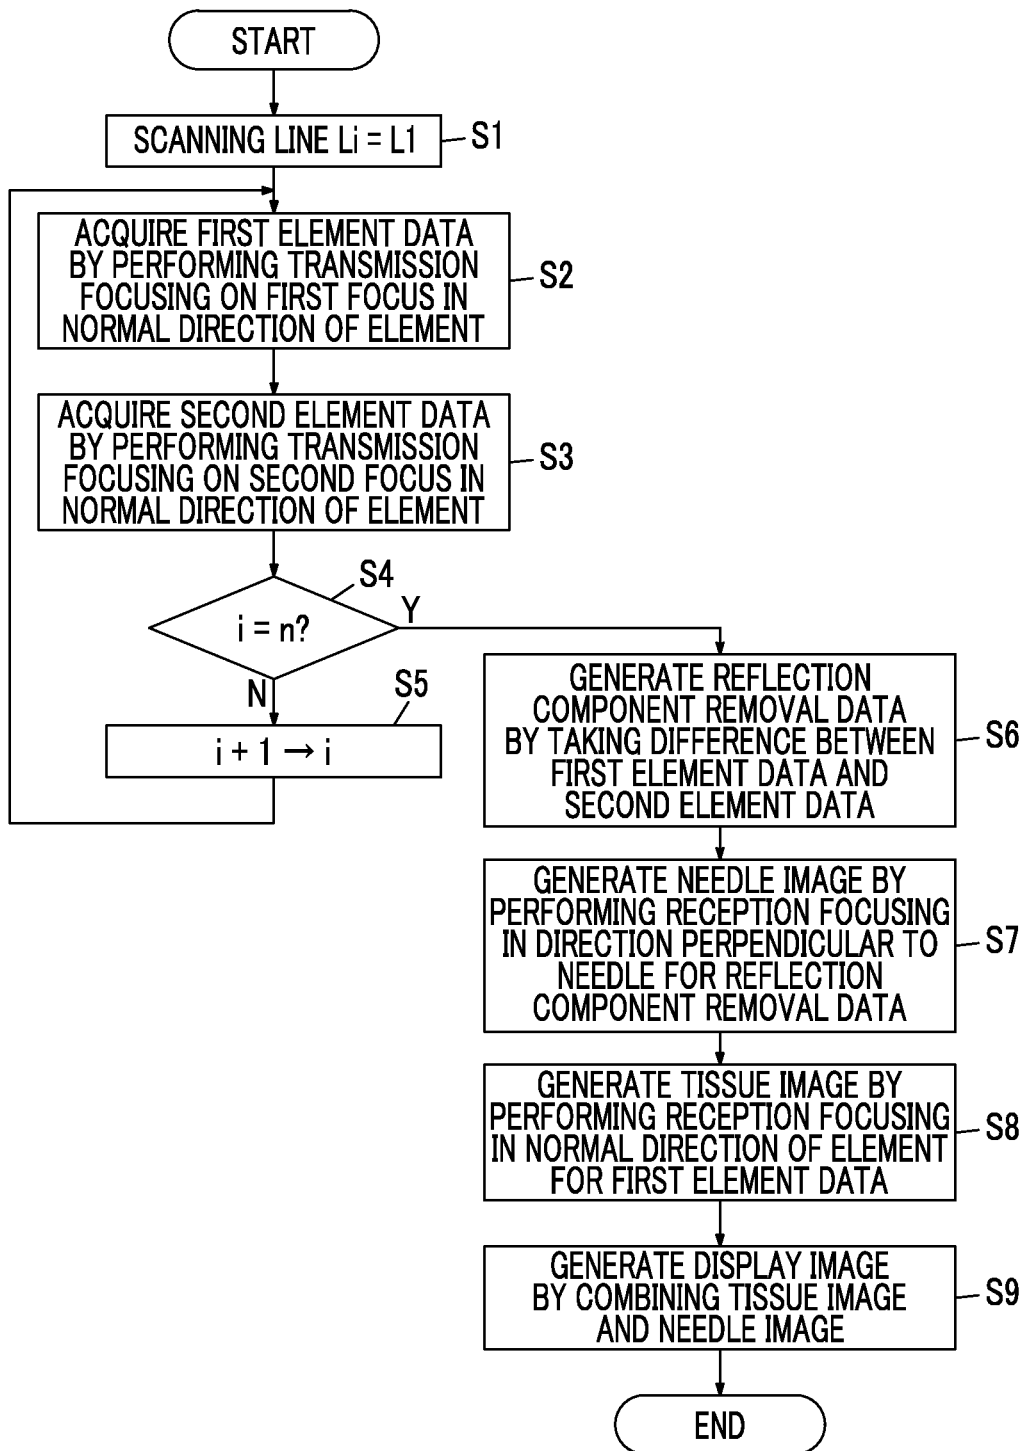 START
SCANNING LINE Li = L1
S1
ACQUIRE FIRST ELEMENT DATA
BY PERFORMING TRANSMISSION
FOCUSING ON FIRST FOCUS IN
NORMAL DIRECTION OF ELEMENT
S2
ACQUIRE SECOND ELEMENT DATA
BY PERFORMING TRANSMISSION
FOCUSING ON SECOND FOCUS IN
NORMAL DIRECTION OF ELEMENT
S3
S4
i = n?
Y
N
S5
i + 1 → i
GENERATE REFLECTION
COMPONENT REMOVAL DATA
BY TAKING DIFFERENCE BETWEEN
FIRST ELEMENT DATA AND
SECOND ELEMENT DATA
S6
GENERATE NEEDLE IMAGE BY
PERFORMING RECEPTION FOCUSING
IN DIRECTION PERPENDICULAR TO
NEEDLE FOR REFLECTION
COMPONENT REMOVAL DATA
S7
GENERATE TISSUE IMAGE BY
PERFORMING RECEPTION FOCUSING
IN NORMAL DIRECTION OF ELEMENT
FOR FIRST ELEMENT DATA
S8
GENERATE DISPLAY IMAGE
BY COMBINING TISSUE IMAGE
AND NEEDLE IMAGE
S9
END